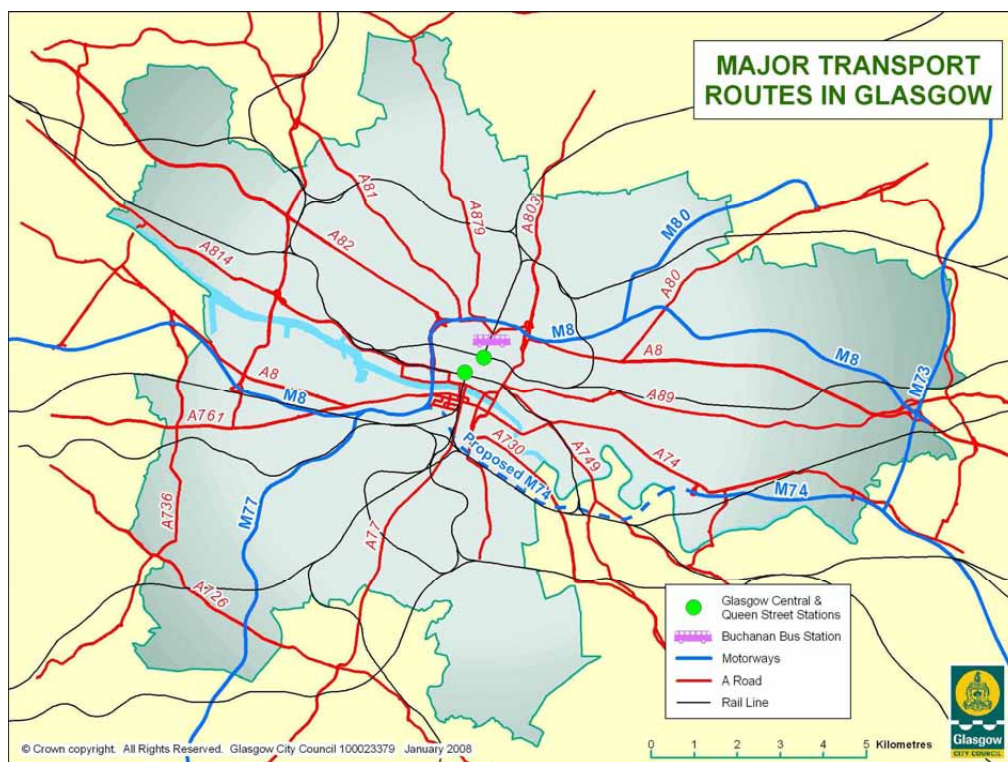 MAJOR TRANSPORT
ROUTES IN GLASGOW
A81
A879
A803
M80
A82
A814
A80
M8
A8
M8
M73
A8
M8
A761
A89
A730
A749
A74
Proposed M74
M74
A736
M77
A77
A726
Glasgow Central &
Queen Street Stations
Buchanan Bus Station
Motorways
A Road
Rail Line
© Crown copyright. All Rights Reserved. Glasgow City Council 100023379 January 2008
0 1 2 3 4 5 Kilometres
Glasgow
CITY COUNCIL